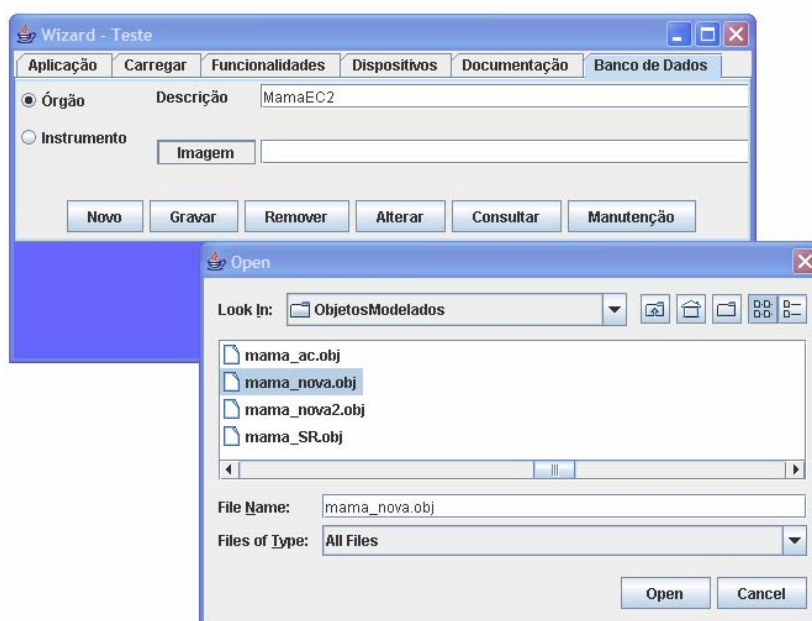 Wizard - Teste
Aplicação Carregar Funcionalidades Dispositivos Documentação Banco de Dados
Órgão Descrição MamaEC2
Instrumento
Imagem
Novo Gravar Remover Alterar Consultar Manutenção
Open
Look In: ObjetosModelados
mama_ac.obj
mama_nova.obj
mama_nova2.obj
mama_SR.obj
File Name: mama_nova.obj
Files of Type: All Files
Open Cancel